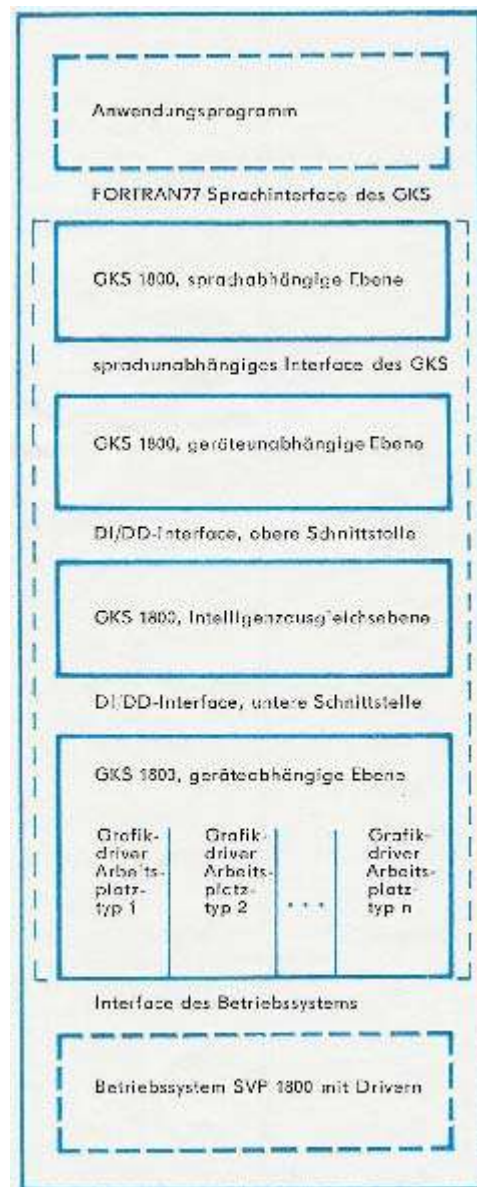 Anwendungsprogramm
FORTRAN77 Sprachinterface des GKS
GKS 1800, sprachabhängige Ebene
sprachunabhängiges Interface des GKS
GKS 1800, geräteunabhängige Ebene
DI/DD-Interface, obere Schnittstelle
GKS 1800, Intelligenzausgleichsebene
DI/DD-Interface, untere Schnittstelle
GKS 1800, geräteabhängige Ebene
Grafik-
driver
Arbeits-
platz-
typ 1
Grafik-
driver
Arbeits-
platz-
typ 2
...
Grafik-
driver
Arbeits-
platz-
typ n
Interface des Betriebssystems
Betriebssystem SVP 1800 mit Drivern